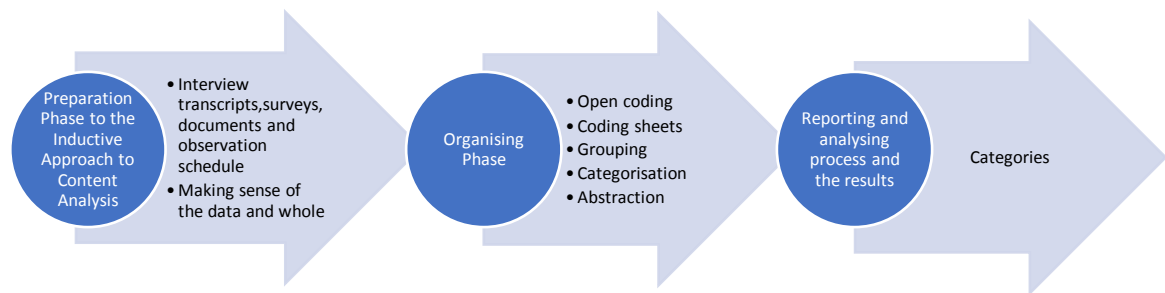 Preparation
Phase to the
Inductive
Approach to
Content
Analysis
• Interview
transcripts,surveys,
documents and
observation
schedule
• Making sense of
the data and whole
Organising
Phase
• Open coding
• Coding sheets
• Grouping
• Categorisation
• Abstraction
Reporting and
analysing
process and
the results
Categories